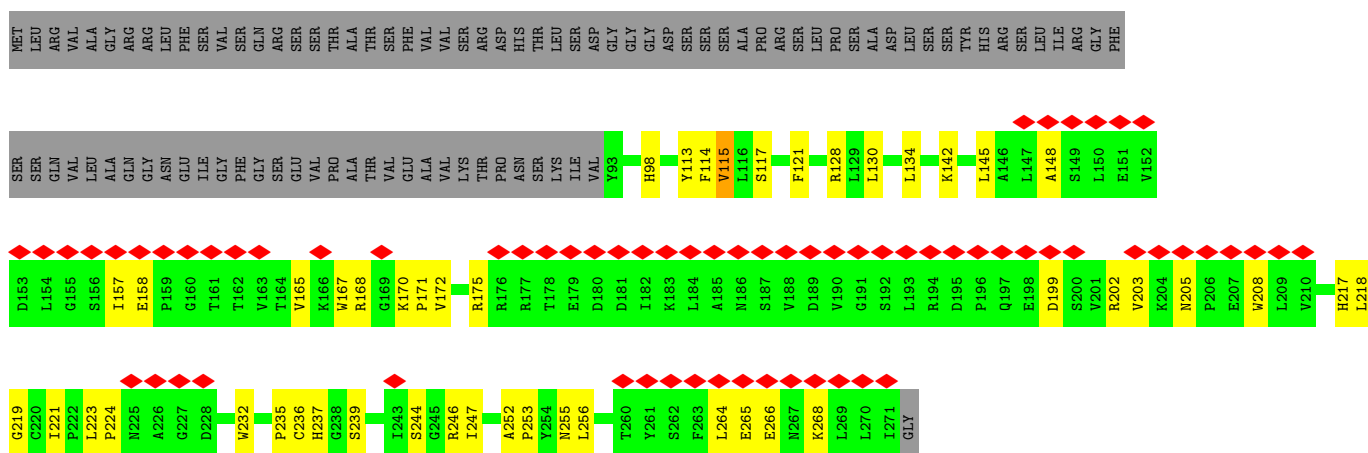 MET LEU ARG VAL ALA GLY ARG ARG LEU PHE SER VAL SER GLN ARG SER SER THR ALA THR SER PHE VAL VAL SER ARG ASP HIS THR LEU SER ASP GLY GLY GLY ASP SER SER SER ALA PRO ARG SER LEU PRO SER ALA ASP LEU SER SER TYR HIS ARG SER LEU ILE ARG GLY PHE
SER SER GLN VAL LEU ALA GLN GLY ASN GLU ILE GLY PHE GLY SER GLU VAL PRO ALA THR VAL GLU ALA VAL LYS THR PRO ASN SER LYS ILE VAL Y93 H98 Y113 F114 V115 L116 S117 F121 R128 L129 L130 L134 K142 L145 A146 L147 A148 S149 L150 E151 V152
D153 L154 G155 S156 I157 E158 P159 G160 T161 T162 V163 T164 V165 K166 W167 R168 G169 K170 P171 V172 R175 R176 R177 T178 E179 D180 D181 I182 K183 L184 A185 N186 S187 V188 D189 V190 G191 S192 L193 R194 D195 P196 Q197 E198 D199 S200 V201 R202 V203 K204 N205 P206 E207 W208 L209 V210 H217 L218
G219 C220 I221 P222 L223 P224 N225 A226 G227 D228 W232 P235 C236 H237 G238 S239 I243 S244 G245 R246 I247 A252 P253 Y254 N255 L256 T260 Y261 S262 F263 L264 E265 E266 N267 K268 L269 L270 I271 GLY